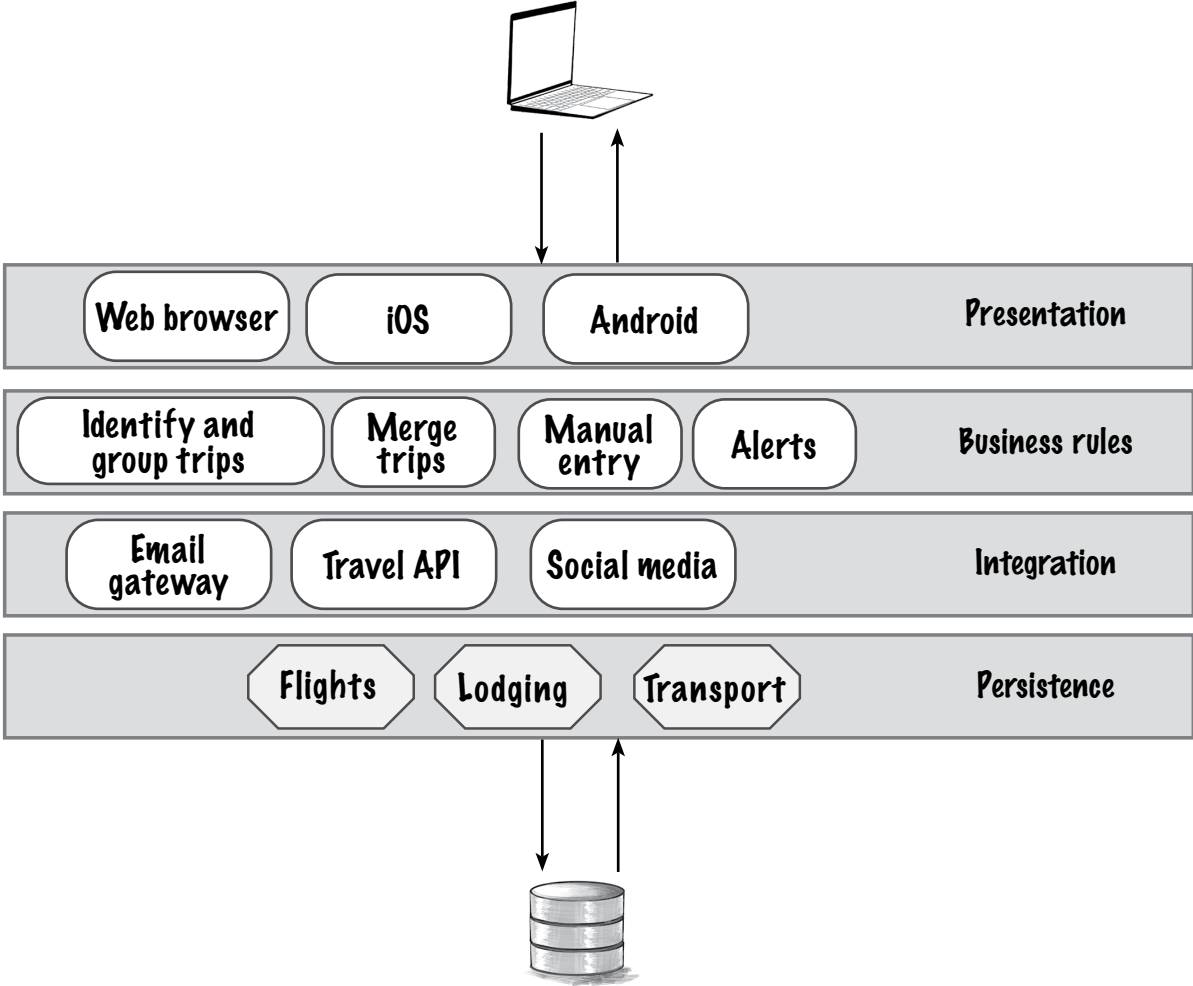 Web browser
iOS
Android
Presentation
Identify and
group trips
Merge
trips
Manual
entry
Alerts
Business rules
Email
gateway
Travel API
Social media
Integration
Flights
Lodging
Transport
Persistence